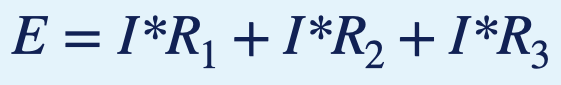 E = I*R₁ + I*R₂ + I*R₃